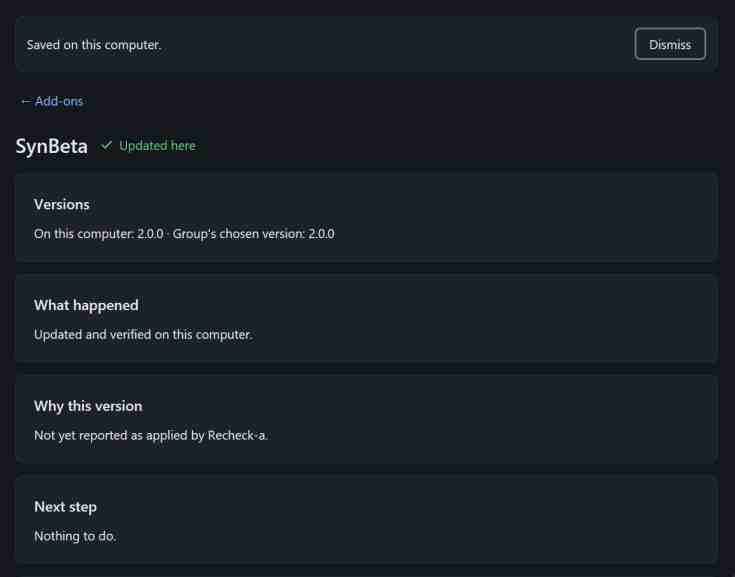 Saved on this computer.
Dismiss
← Add-ons
SynBeta ✓ Updated here
Versions
On this computer: 2.0.0 · Group's chosen version: 2.0.0
What happened
Updated and verified on this computer.
Why this version
Not yet reported as applied by Recheck-a.
Next step
Nothing to do.